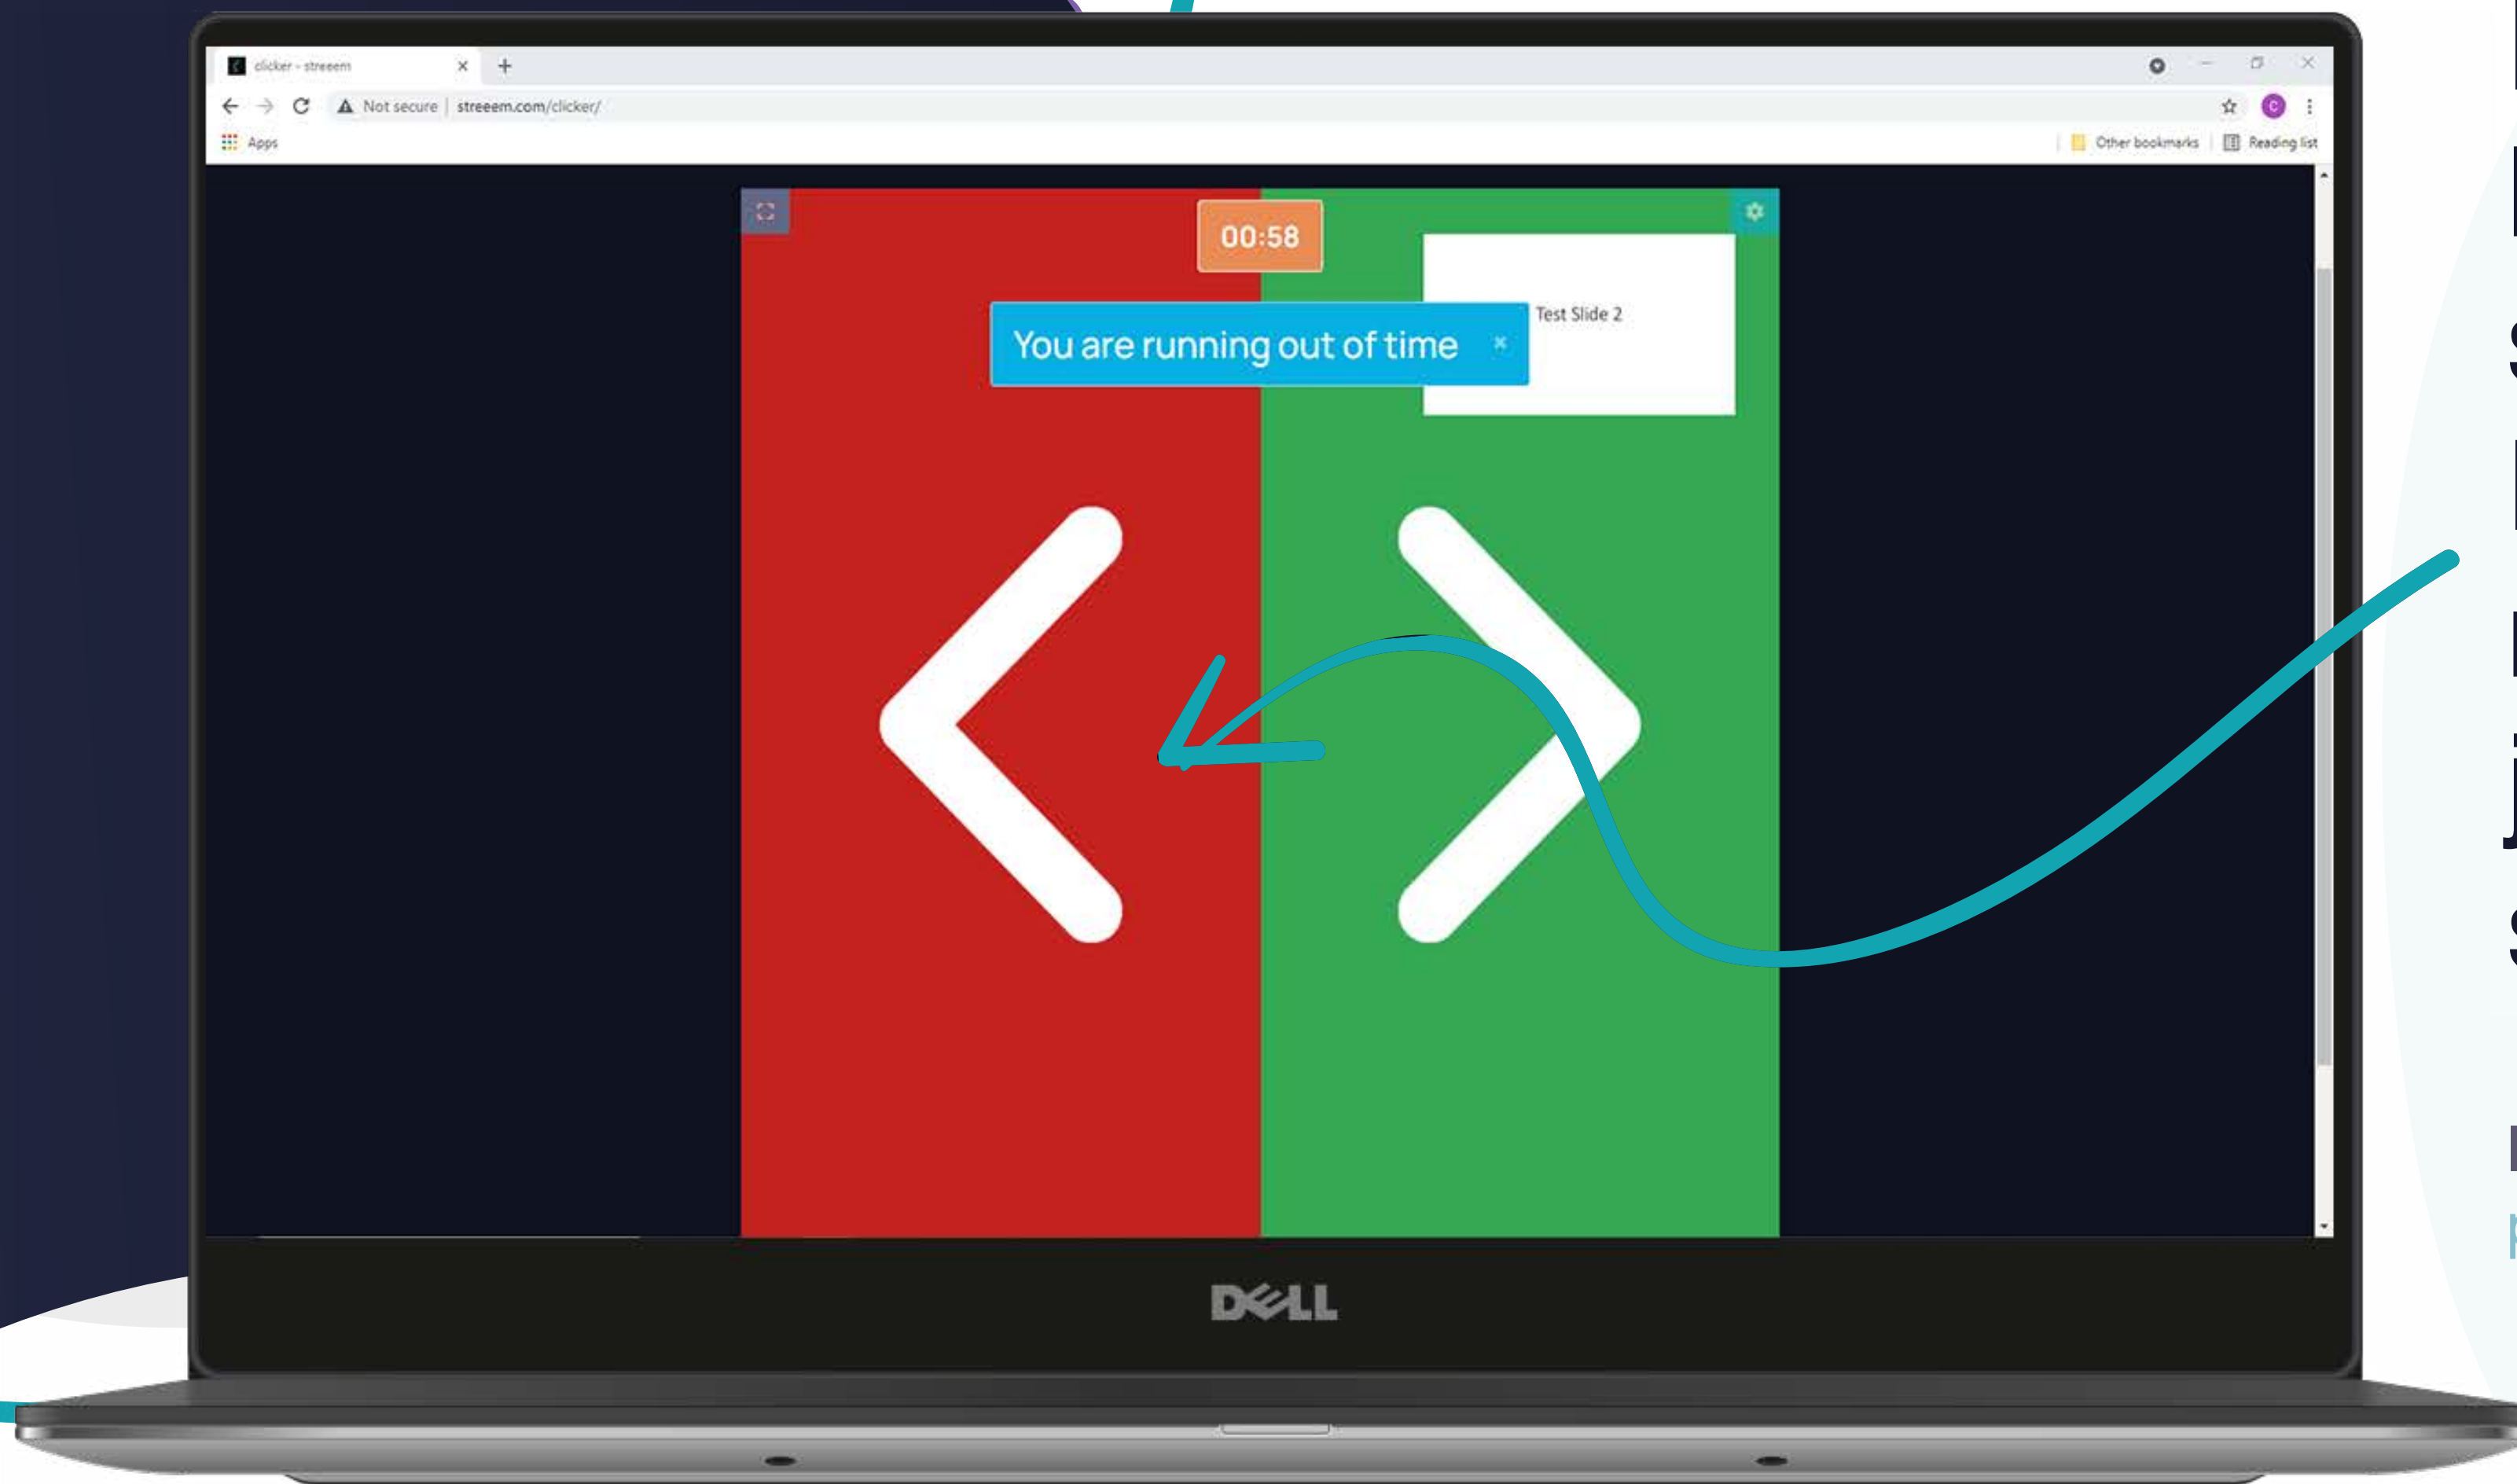 clicker - streeem
Not secure | streeem.com/clicker/
Apps
Other bookmarks
Reading list
00:58
Test Slide 2
You are running out of time
DELL